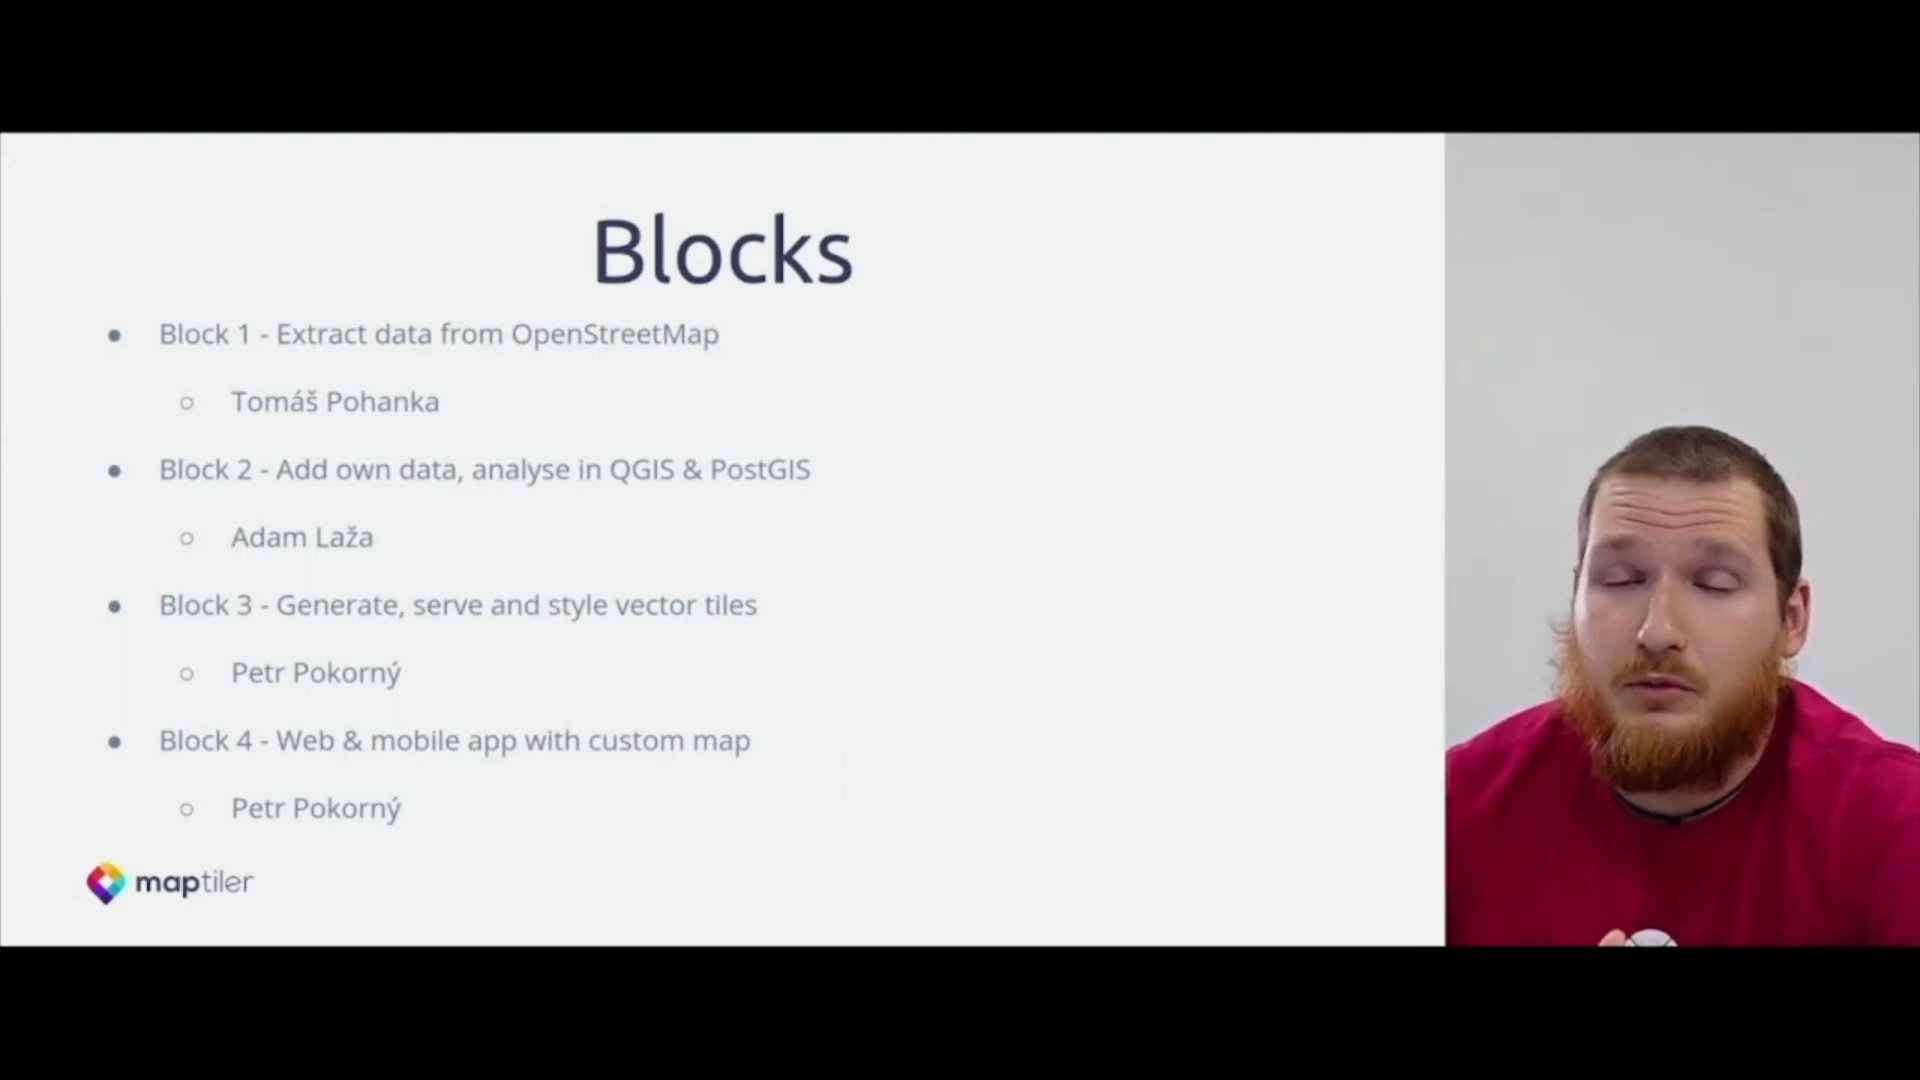 Blocks
Block 1 - Extract data from OpenStreetMap
Tomáš Pohanka
Block 2 - Add own data, analyse in QGIS & PostGIS
Adam Laža
Block 3 - Generate, serve and style vector tiles
Petr Pokorný
Block 4 - Web & mobile app with custom map
Petr Pokorný
maptiler